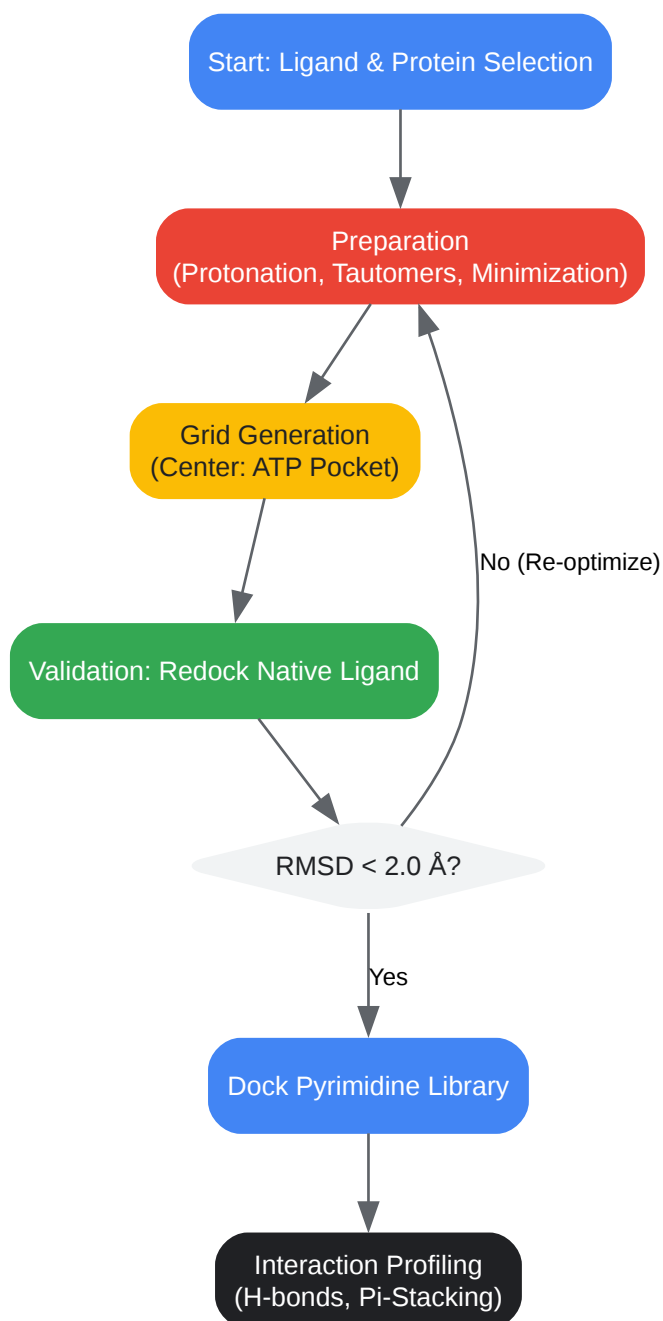 Start: Ligand & Protein Selection
Preparation
(Protonation, Tautomers, Minimization)
Grid Generation
(Center: ATP Pocket)
No (Re-optimize)
Validation: Redock Native Ligand
RMSD < 2.0 Å?
Yes
Dock Pyrimidine Library
Interaction Profiling
(H-bonds, Pi-Stacking)